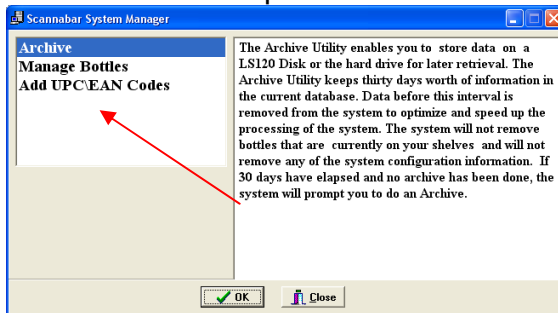 Scannabar System Manager
Archive
Manage Bottles
Add UPC\EAN Codes
The Archive Utility enables you to store data on a
LS120 Disk or the hard drive for later retrieval. The
Archive Utility keeps thirty days worth of information in
the current database. Data before this interval is
removed from the system to optimize and speed up the
processing of the system. The system will not remove
bottles that are currently on your shelves and will not
remove any of the system configuration information. If
30 days have elapsed and no archive has been done, the
system will prompt you to do an Archive.
OK
Close